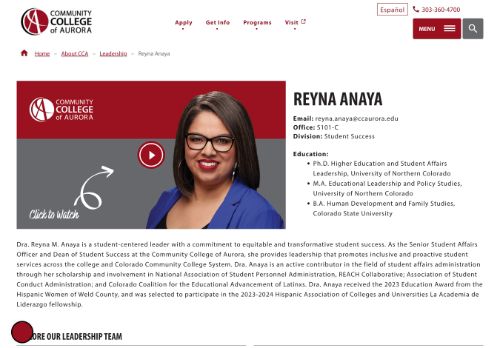 COMMUNITY
COLLEGE
of AURORA
Español 303-360-4700
Apply Get Info Programs Visit
MENU
Home – About CCA – Leadership – Reyna Anaya
COMMUNITY
COLLEGE
of AURORA
Click to Watch
REYNA ANAYA
Email: reyna.anaya@ccaurora.edu
Office: S101-C
Division: Student Success
Education:
• Ph.D. Higher Education and Student Affairs
Leadership, University of Northern Colorado
• M.A. Educational Leadership and Policy Studies,
University of Northern Colorado
• B.A. Human Development and Family Studies,
Colorado State University
Dra. Reyna M. Anaya is a student-centered leader with a commitment to equitable and transformative student success. As the Senior Student Affairs
Officer and Dean of Student Success at the Community College of Aurora, she provides leadership that promotes inclusive and proactive student
services across the college and Colorado Community College System. Dra. Anaya is an active contributor in the field of student affairs administration
through her scholarship and involvement in National Association of Student Personnel Administration, REACH Collaborative; Association of Student
Conduct Administration; and Colorado Coalition for the Educational Advancement of Latinxs. Dra. Anaya received the 2023 Education Award from the
Hispanic Women of Weld County, and was selected to participate in the 2023-2024 Hispanic Association of Colleges and Universities La Academia de
Liderazgo fellowship.
ORE OUR LEADERSHIP TEAM